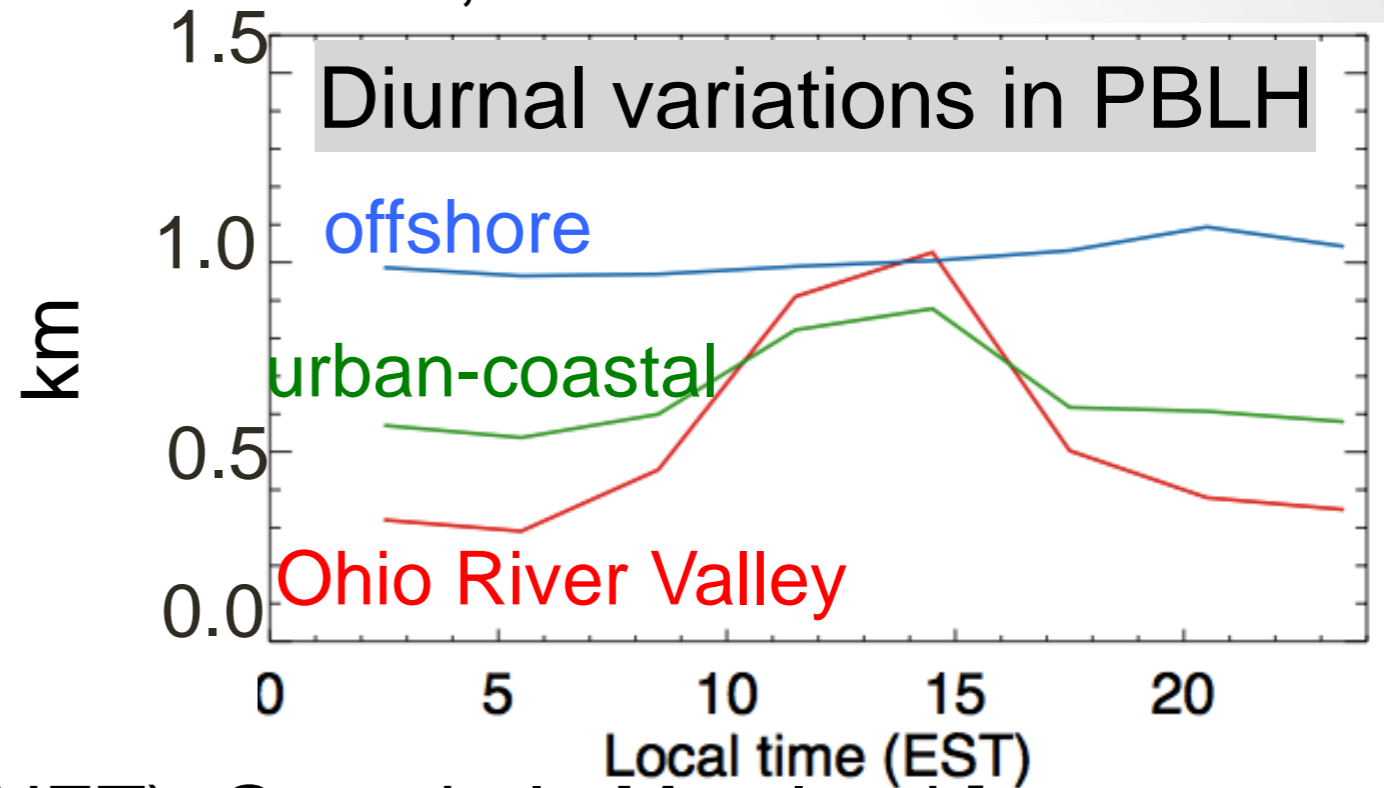 1.5
Diurnal variations in PBLH
offshore
1.0
km
urban-coastal
0.5
Ohio River Valley
0.0
0 5 10 15 20
Local time (EST)